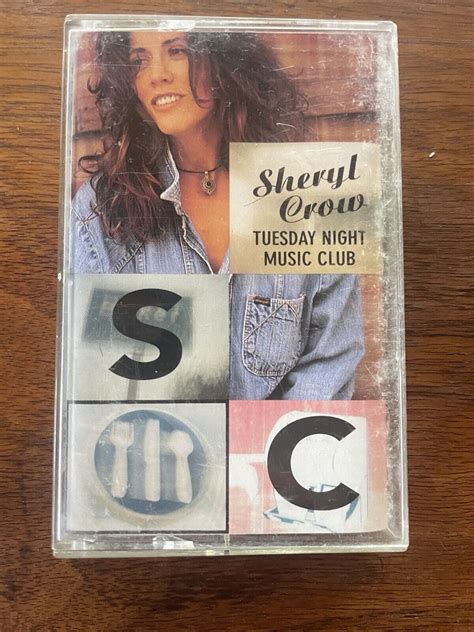 Sheryl
Crow
TUESDAY NIGHT
MUSIC CLUB
S
C